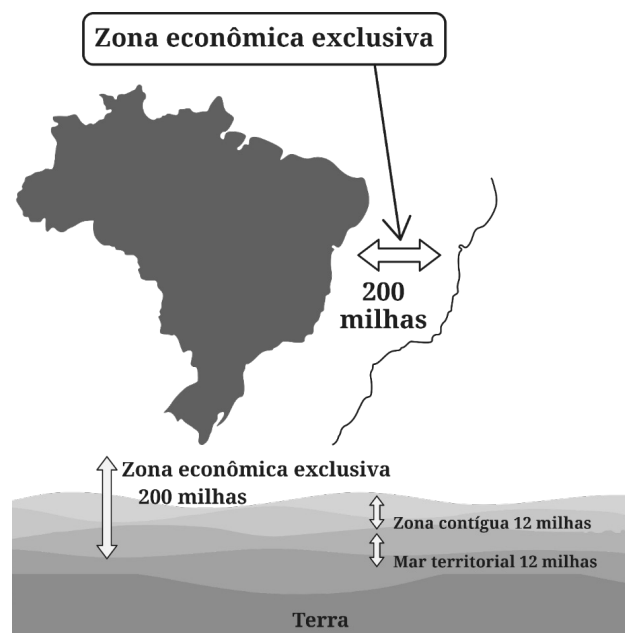 Zona econômica exclusiva
200
milhas
Zona econômica exclusiva
200 milhas
Zona contígua 12 milhas
Mar territorial 12 milhas
Terra